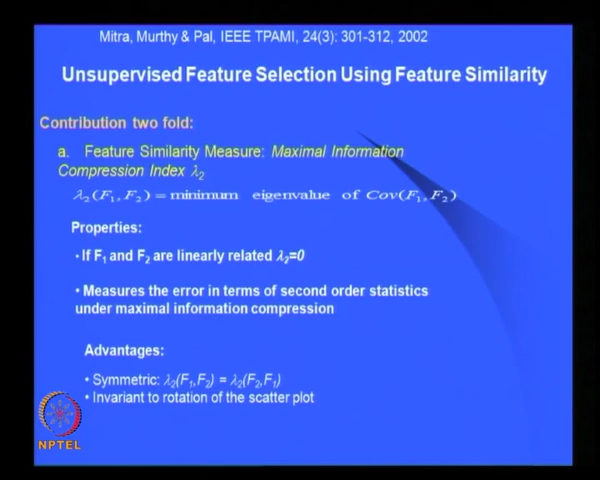 Mitra, Murthy & Pal, IEEE TPAMI, 24(3): 301-312, 2002
Unsupervised Feature Selection Using Feature Similarity
Contribution two fold:
a. Feature Similarity Measure: Maximal Information
Compression Index λ₂
λ₂(F₁, F₂) = minimum eigenvalue of Cov(F₁, F₂)
Properties:
• If F₁ and F₂ are linearly related λ₂=0
• Measures the error in terms of second order statistics
under maximal information compression
Advantages:
• Symmetric: λ₂(F₁,F₂) = λ₂(F₂,F₁)
• Invariant to rotation of the scatter plot
NPTEL